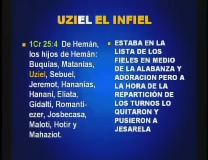 UZIEL EL INFIEL
1Cr 25:4 De Hemán,
los hijos de Hemán:
Buquías, Matanías,
Uziel, Sebuel,
Jeremot, Hananías,
Hanani, Eliata,
Gidalti, Romanti-
ezer, Josbecasa,
Maloti, Hotir y
Mahaziot.
ESTABA EN LA
LISTA DE LOS
FIELES EN MEDIO
DE LA ALABANZA Y
ADORACION PERO A
LA HORA DE LA
REPARTICIÓN DE
LOS TURNOS LO
QUITARON Y
PUSIERON A
JESARELA